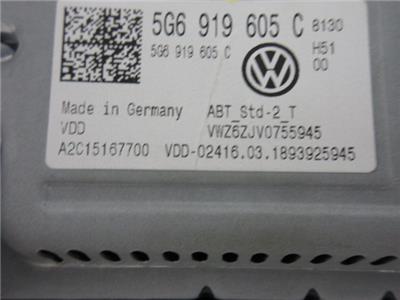 5G6 919 605 C 8130
5G6 919 605 C H51
00
Made in Germany ABT_Std-2_T
VDD VWZ6ZJV0755945
A2C15167700 VDD-02416.03.1893925945